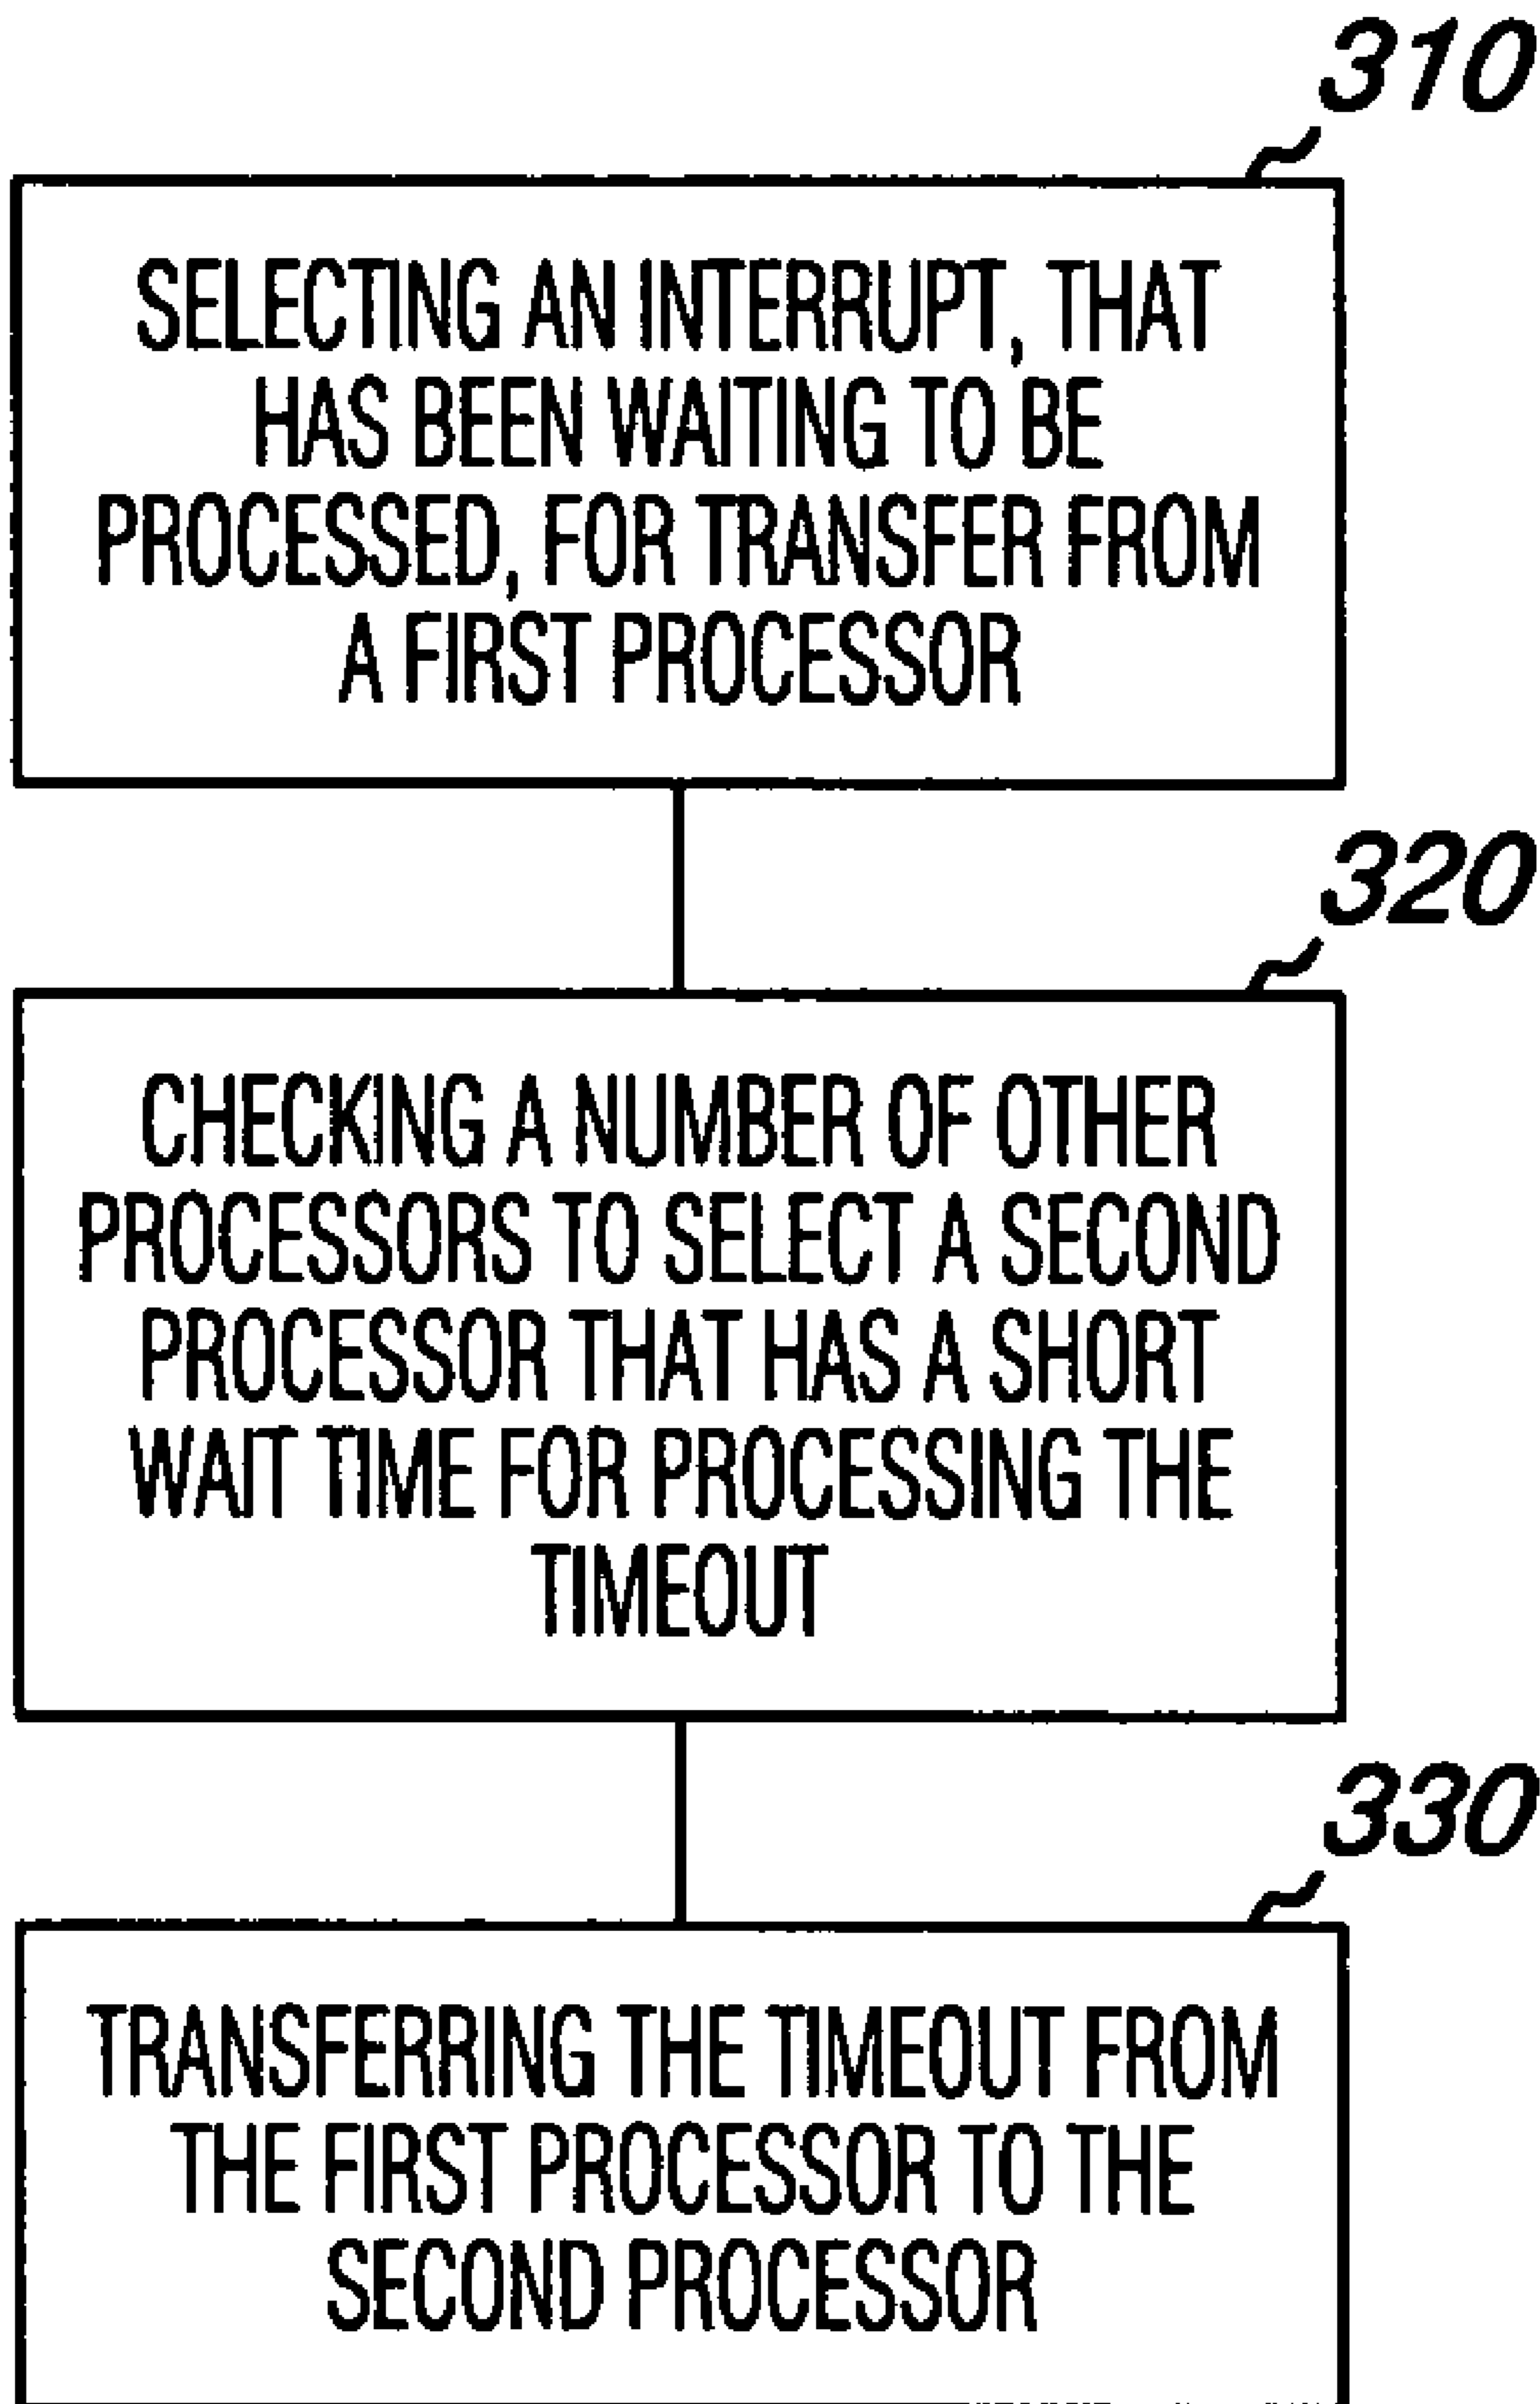 310
SELECTING AN INTERRUPT, THAT
HAS BEEN WAITING TO BE
PROCESSED, FOR TRANSFER FROM
A FIRST PROCESSOR
320
CHECKING A NUMBER OF OTHER
PROCESSORS TO SELECT A SECOND
PROCESSOR THAT HAS A SHORT
WAIT TIME FOR PROCESSING THE
TIMEOUT
330
TRANSFERRING THE TIMEOUT FROM
THE FIRST PROCESSOR TO THE
SECOND PROCESSOR